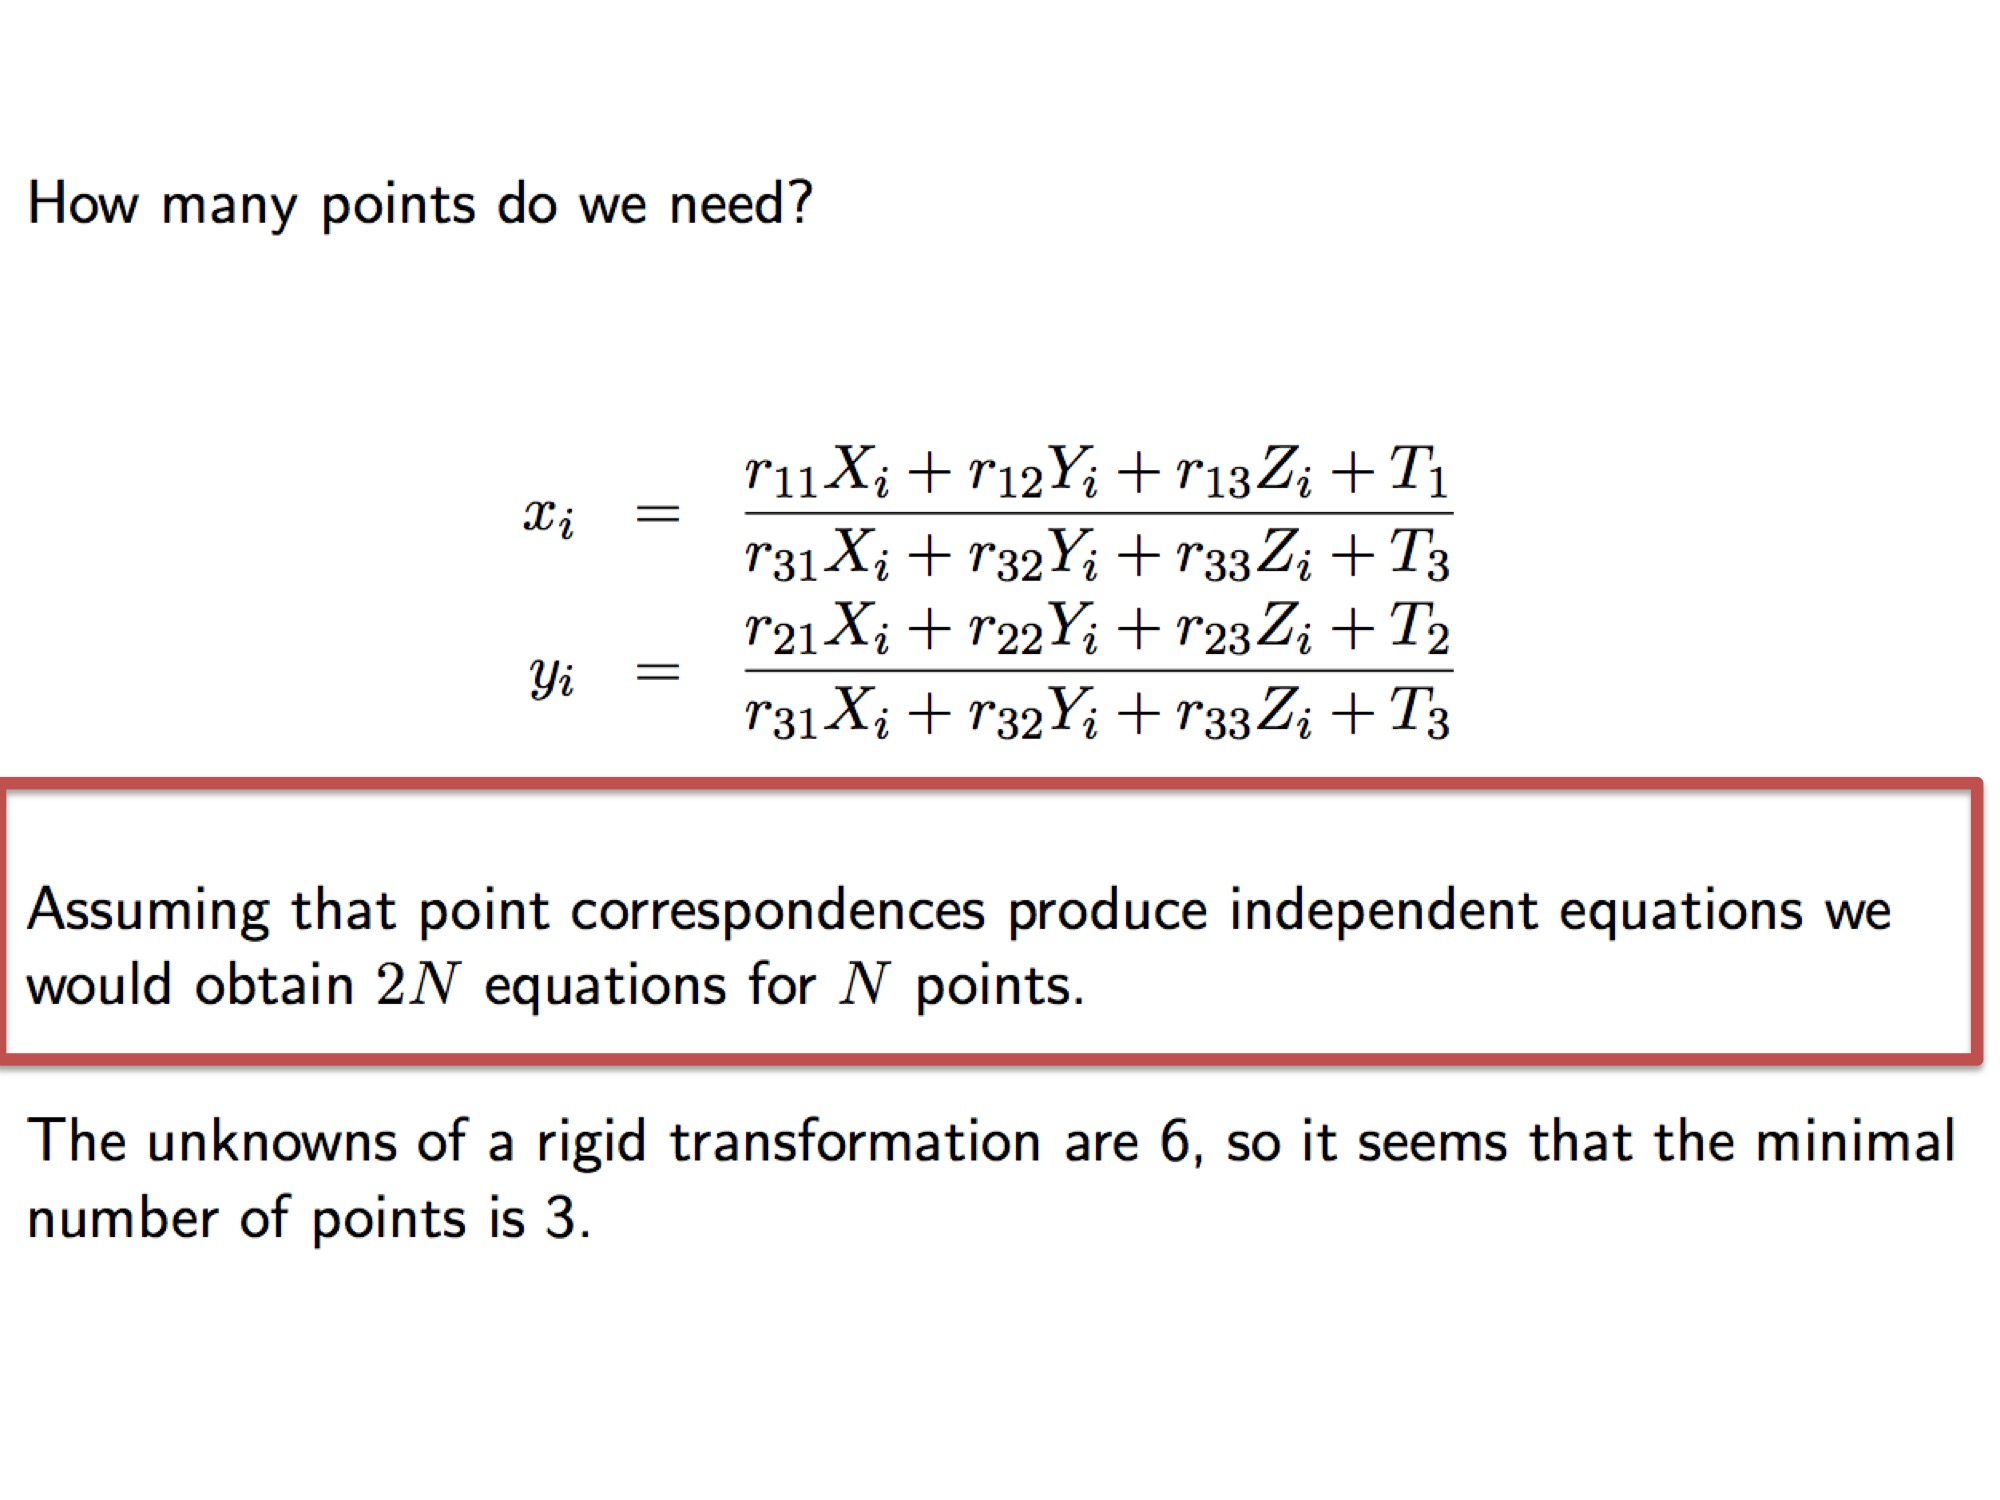 How many points do we need?
x_i = \frac{r_{11}X_i + r_{12}Y_i + r_{13}Z_i + T_1}{r_{31}X_i + r_{32}Y_i + r_{33}Z_i + T_3}
y_i = \frac{r_{21}X_i + r_{22}Y_i + r_{23}Z_i + T_2}{r_{31}X_i + r_{32}Y_i + r_{33}Z_i + T_3}
Assuming that point correspondences produce independent equations we
would obtain 2N equations for N points.
The unknowns of a rigid transformation are 6, so it seems that the minimal
number of points is 3.